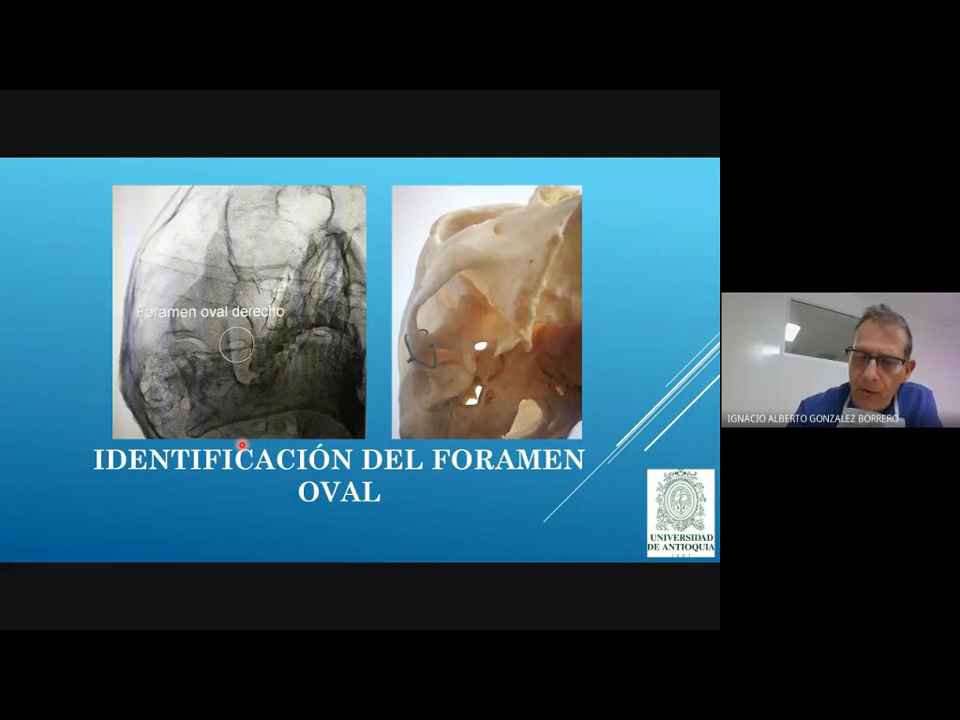 Foramen oval derecho
IDENTIFICACIÓN DEL FORAMEN
OVAL
IGNACIO ALBERTO GONZALEZ BORRERO
UNIVERSIDAD
DE ANTIOQUIA